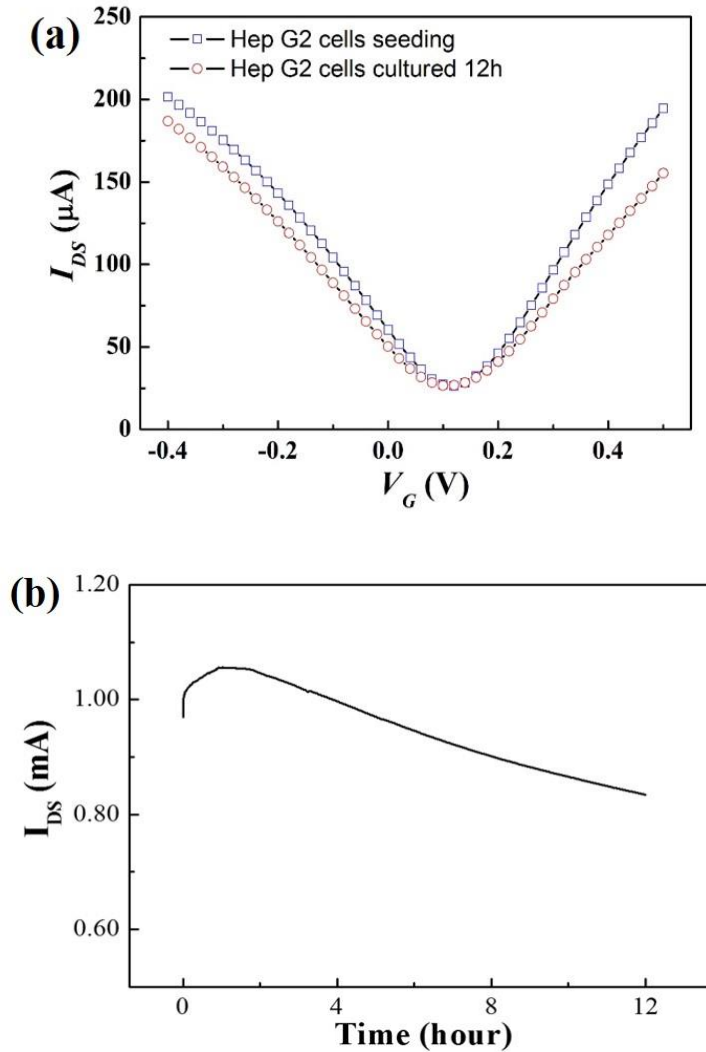 (a)
250
200
150
100
50
0
I_DS (μA)
Hep G2 cells seeding
Hep G2 cells cultured 12h
-0.4 -0.2 0.0 0.2 0.4
V_G (V)
(b)
1.20
1.00
0.80
0.60
I_DS (mA)
0 4 8 12
Time (hour)